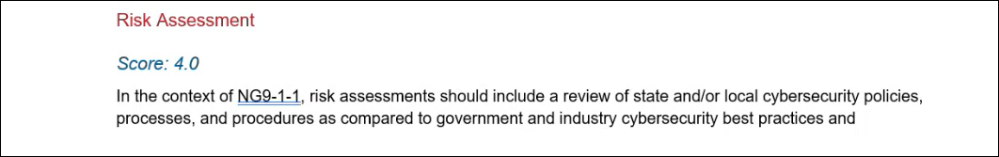 Risk Assessment
Score: 4.0
In the context of NG9-1-1, risk assessments should include a review of state and/or local cybersecurity policies,
processes, and procedures as compared to government and industry cybersecurity best practices and